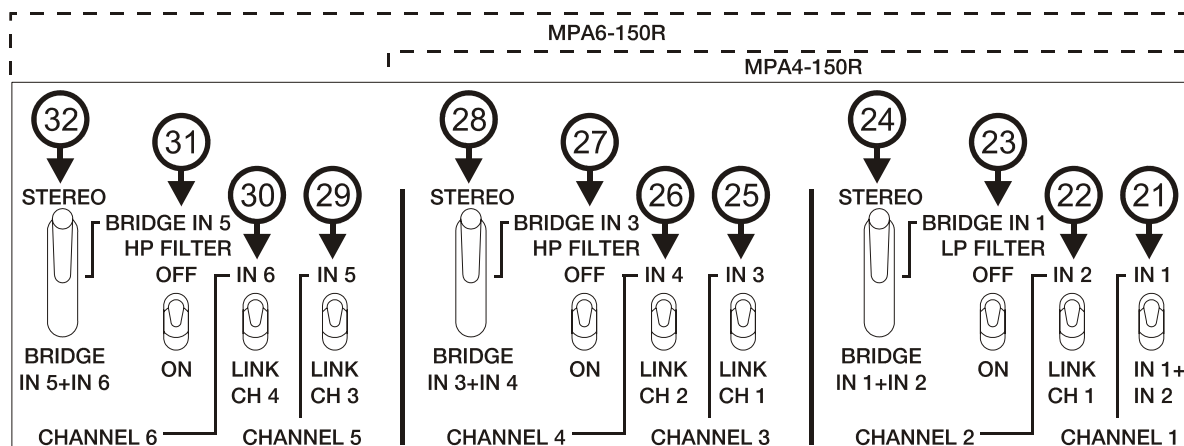 MPA6-150R
MPA4-150R
32
31
30
29
28
27
26
25
24
23
22
21
STEREO
BRIDGE IN 5
HP FILTER
OFF
IN 6
IN 5
BRIDGE
IN 5+IN 6
ON
LINK
CH 4
LINK
CH 3
CHANNEL 6
CHANNEL 5
STEREO
BRIDGE IN 3
HP FILTER
OFF
IN 4
IN 3
BRIDGE
IN 3+IN 4
ON
LINK
CH 2
LINK
CH 1
CHANNEL 4
CHANNEL 3
STEREO
BRIDGE IN 1
LP FILTER
OFF
IN 2
IN 1
BRIDGE
IN 1+IN 2
ON
LINK
CH 1
IN 1+
IN 2
CHANNEL 2
CHANNEL 1